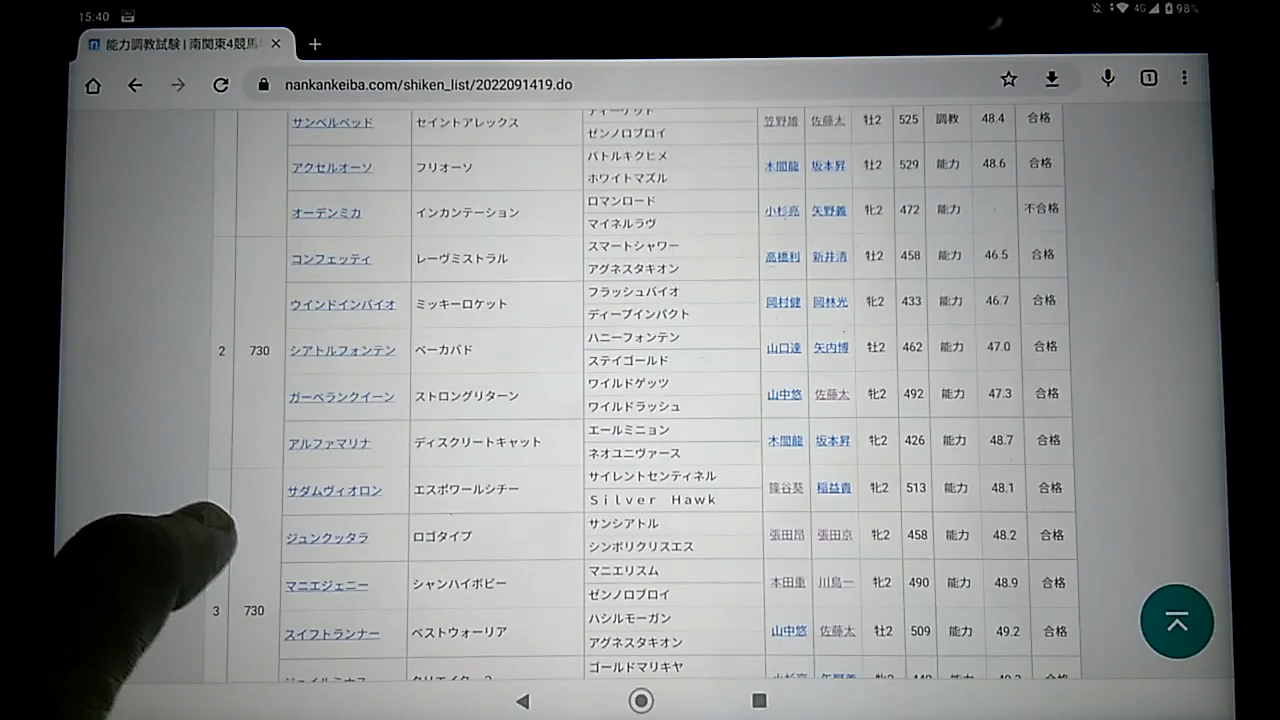 15:40
4G 98%
能力調教試験 | 南関東4競馬
nankankeiba.com/shiken_list/2022091419.do
1
サンベルベッド セイントアレックス ゼンノロブロイ 笠野雄 佐藤太 牡2 525 調教 48.4 合格
アクセルオーソ フリオーソ バトルキクヒメ ホワイトマズル 木間龍 坂本昇 牡2 529 能力 48.6 合格
オーデンミカ インカンテーション ロマンロード マイネルラヴ 小杉亮 矢野義 牝2 472 能力 不合格
2 730
コンフェッティ レーヴミストラル スマートシャワー アグネスタキオン 高橋利 新井清 牡2 458 能力 46.5 合格
ウインドインバイオ ミッキーロケット フラッシュバイオ ディープインパクト 岡村健 岡林光 牝2 433 能力 46.7 合格
シアトルフォンテン ベーカバド ハニーフォンテン ステイゴールド 山口達 矢内博 牡2 462 能力 47.0 合格
ガーベランクイーン ストロングリターン ワイルドゲッツ ワイルドラッシュ 山中悠 佐藤太 牝2 492 能力 47.3 合格
アルファマリナ ディスクリートキャット エールミニョン ネオユニヴァース 木間龍 坂本昇 牝2 426 能力 48.7 合格
3 730
サダムヴィオロン エスポワールシチー サイレントセンティネル Silver Hawk 篠谷葵 稲益貴 牝2 513 能力 48.1 合格
ジュンクッタラ ロゴタイプ サンシアトル シンボリクリスエス 張田昂 張田京 牝2 458 能力 48.2 合格
マニエジェニー シャンハイボビー マニエリスム ゼンノロブロイ 本田重 川島一 牝2 490 能力 48.9 合格
スイフトランナー ベストウォーリア ハシルモーガン アグネスタキオン 山中悠 佐藤太 牡2 509 能力 49.2 合格
ゴールドマリキヤ